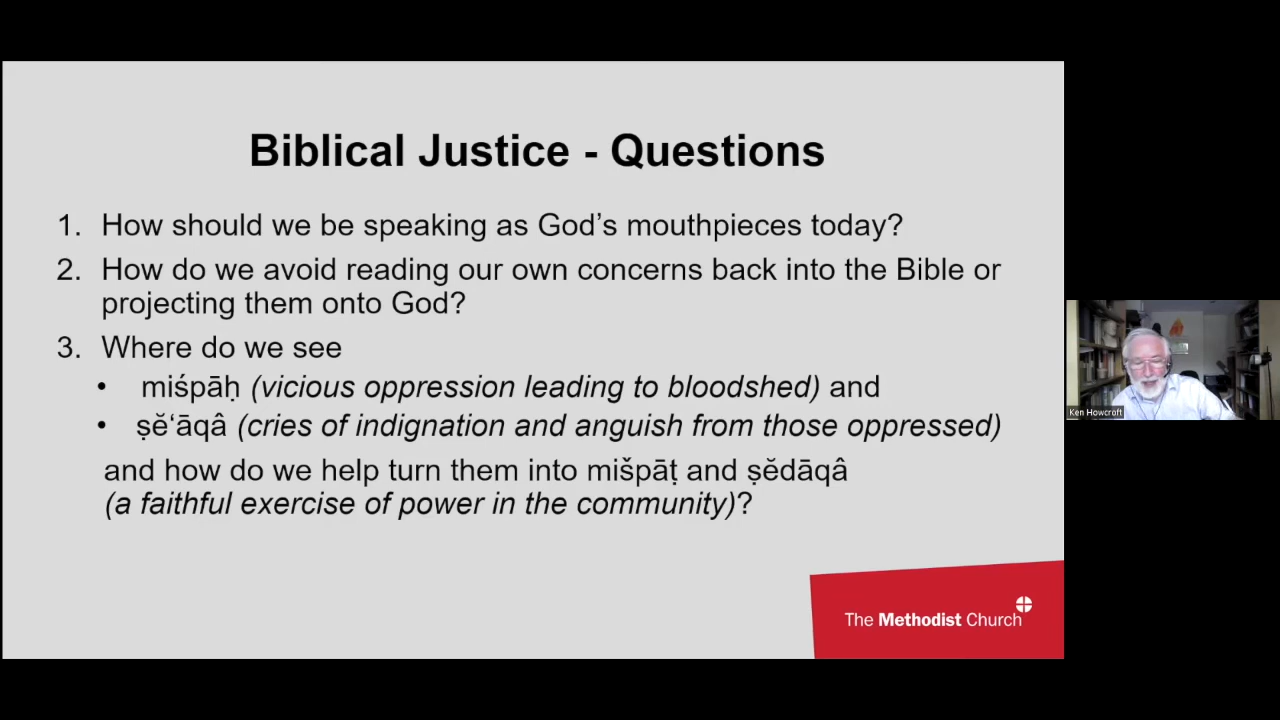 Biblical Justice - Questions
1. How should we be speaking as God’s mouthpieces today?
2. How do we avoid reading our own concerns back into the Bible or
projecting them onto God?
3. Where do we see
• miśpāḥ (vicious oppression leading to bloodshed) and
• ṣĕ‘āqâ (cries of indignation and anguish from those oppressed)
and how do we help turn them into mišpāṭ and ṣĕdāqâ
(a faithful exercise of power in the community)?
Ken Howcroft
The Methodist Church